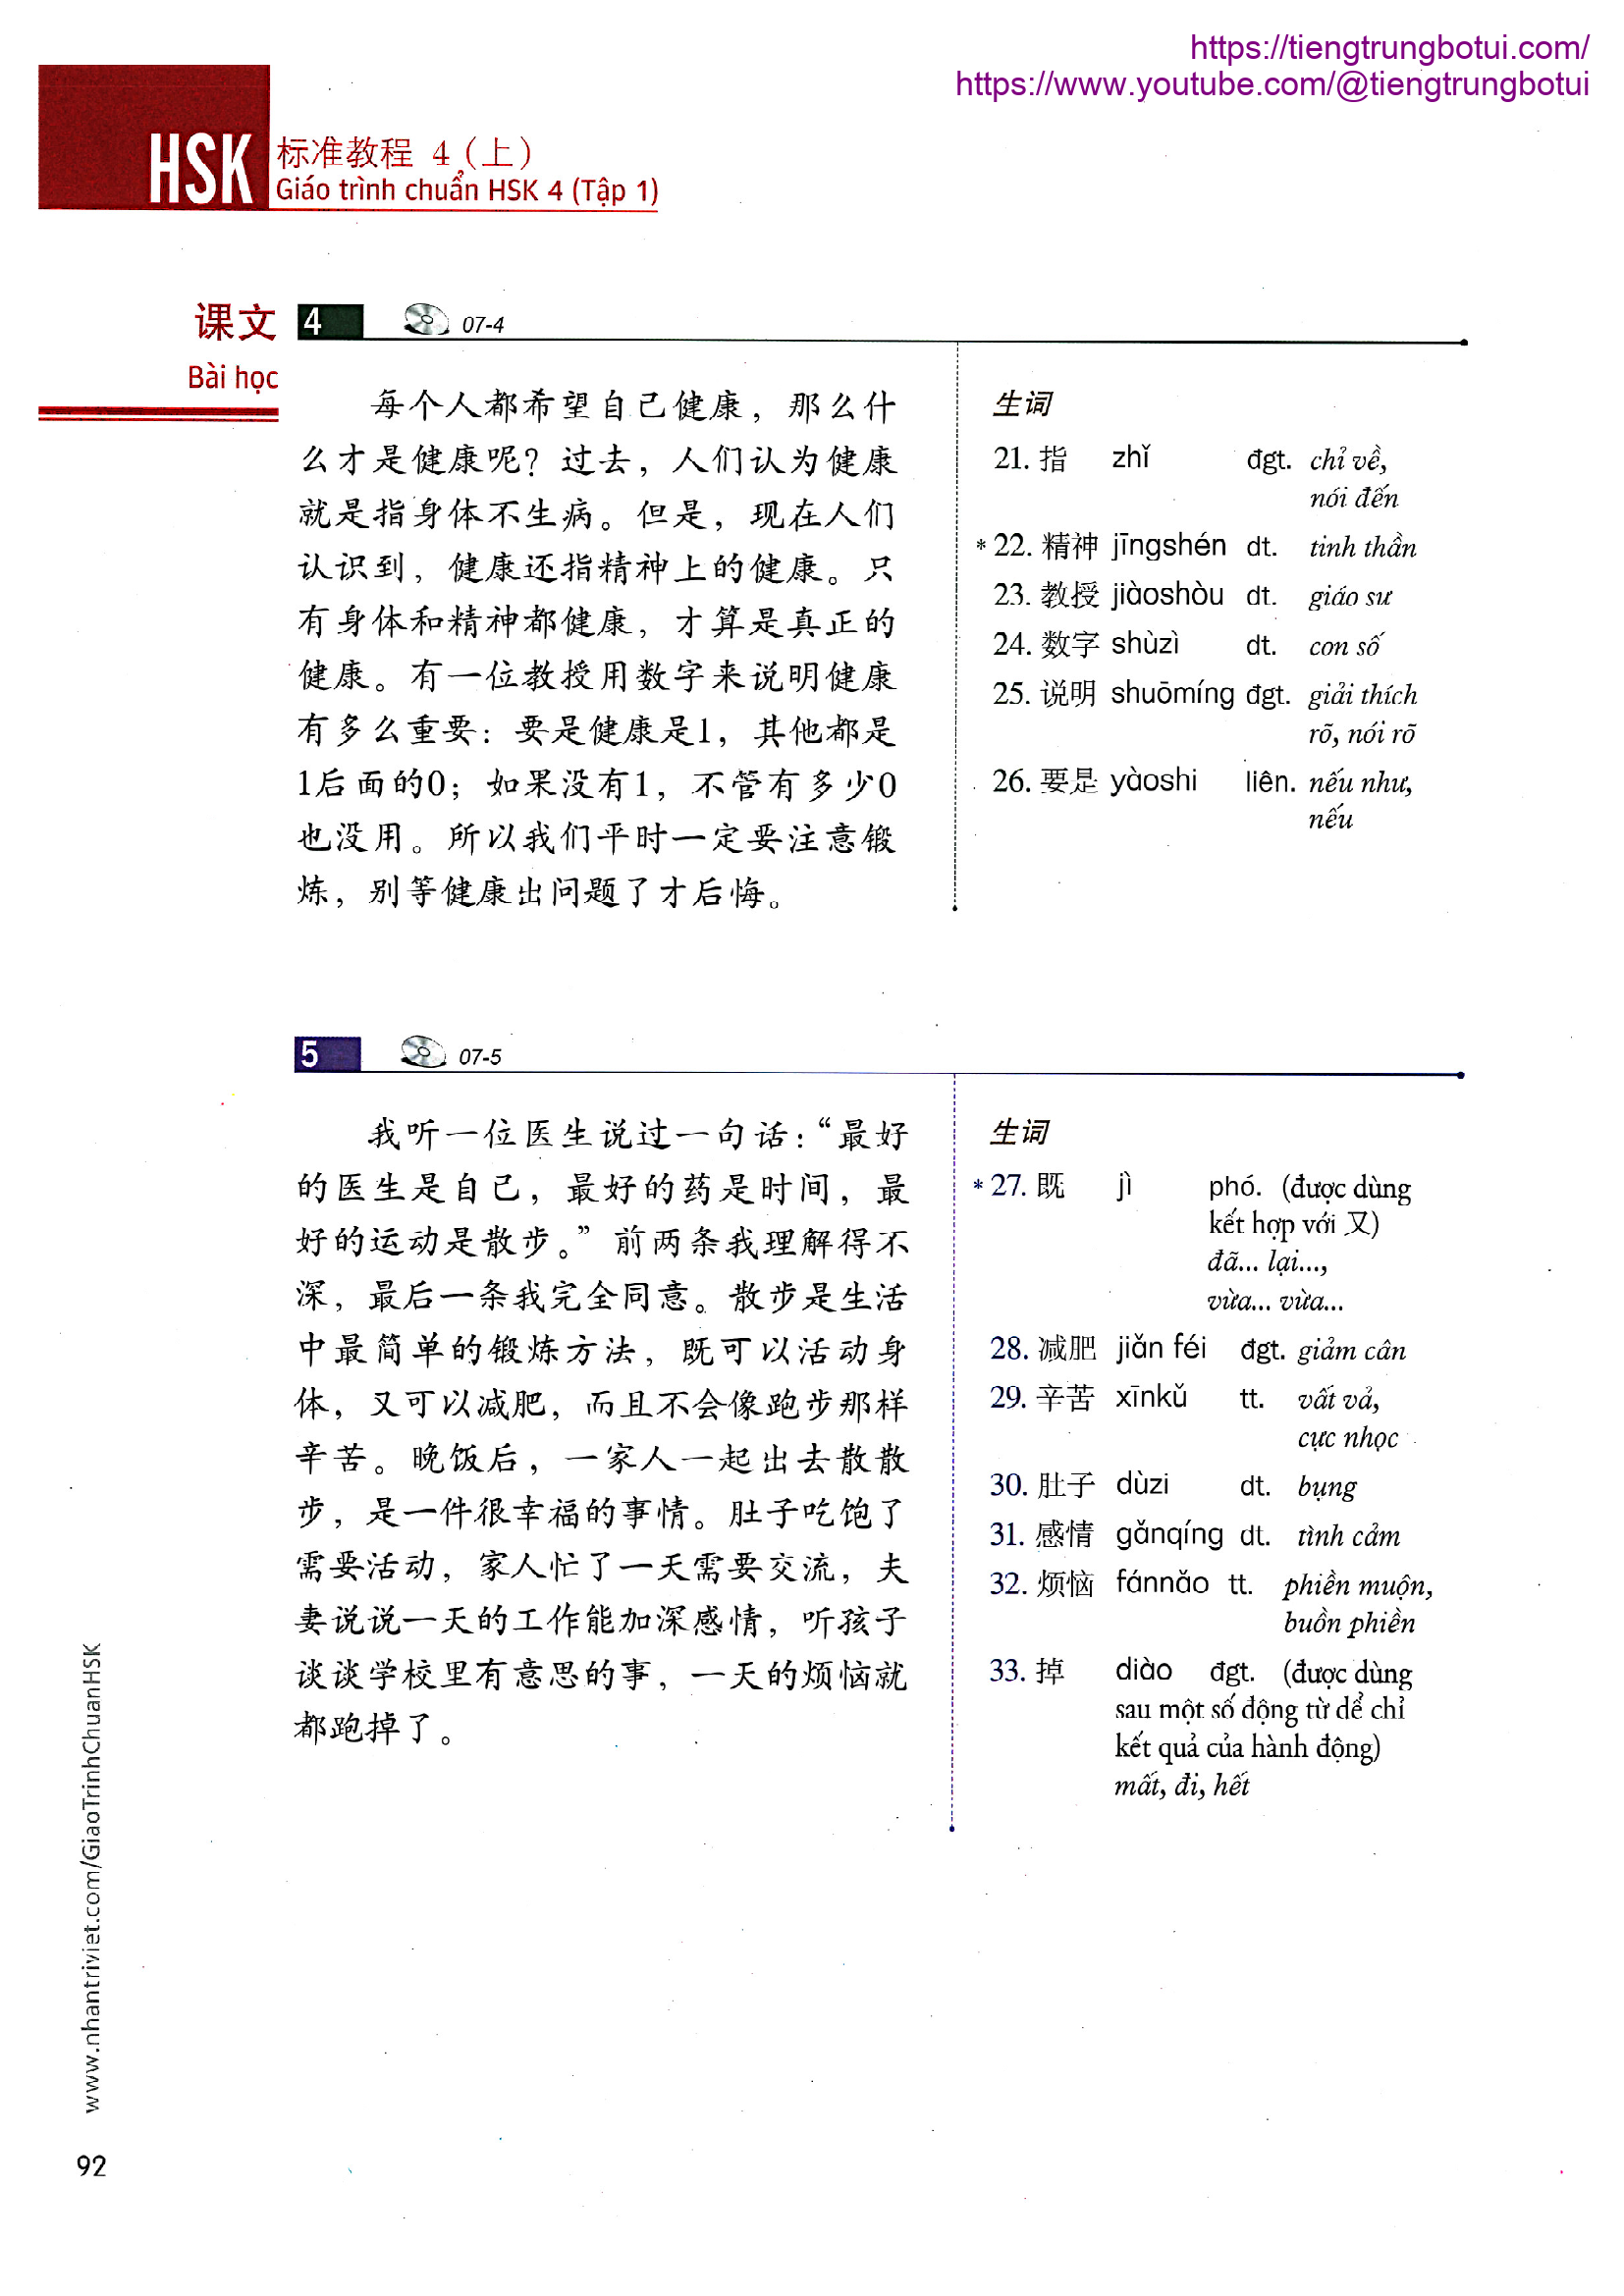 https://tiengtrungbotui.com/
https://www.youtube.com/@tiengtrungbotui
HSK 标准教程 4（上）
Giáo trình chuẩn HSK 4 (Tập 1)
课文 4 07-4
Bài học
每个人都希望自己健康，那么什
么才是健康呢？过去，人们认为健康
就是指身体不生病。但是，现在人们
认识到，健康还指精神上的健康。只
有身体和精神都健康，才算是真正的
健康。有一位教授用数字来说明健康
有多么重要：要是健康是1，其他都是
1后面的0；如果没有1，不管有多少0
也没用。所以我们平时一定要注意锻
炼，别等健康出问题了才后悔。
生词
21. 指 zhǐ đgt. chỉ về,
nói đến
*22. 精神 jīngshén dt. tinh thần
23. 教授 jiàoshòu dt. giáo sư
24. 数字 shùzì dt. con số
25. 说明 shuōmíng đgt. giải thích
rõ, nói rõ
26. 要是 yàoshi liên. nếu như,
nếu
5 07-5
我听一位医生说过一句话：“最好
的医生是自己，最好的药是时间，最
好的运动是散步。”前两条我理解得不
深，最后一条我完全同意。散步是生活
中最简单的锻炼方法，既可以活动身
体，又可以减肥，而且不会像跑步那样
辛苦。晚饭后，一家人一起出去散散
步，是一件很幸福的事情。肚子吃饱了
需要活动，家人忙了一天需要交流，夫
妻说说一天的工作能加深感情，听孩子
谈谈学校里有意思的事，一天的烦恼就
都跑掉了。
生词
*27. 既 jì phó. (được dùng
kết hợp với 又)
đã... lại...,
vừa... vừa...
28. 减肥 jiǎn féi đgt. giảm cân
29. 辛苦 xīnkǔ tt. vất vả,
cực nhọc
30. 肚子 dùzi dt. bụng
31. 感情 gǎnqíng dt. tình cảm
32. 烦恼 fánnǎo tt. phiền muộn,
buồn phiền
33. 掉 diào đgt. (được dùng
sau một số động từ để chỉ
kết quả của hành động)
mất, đi, hết
www.nhantriviet.com/GiaoTrinhChuanHSK
92